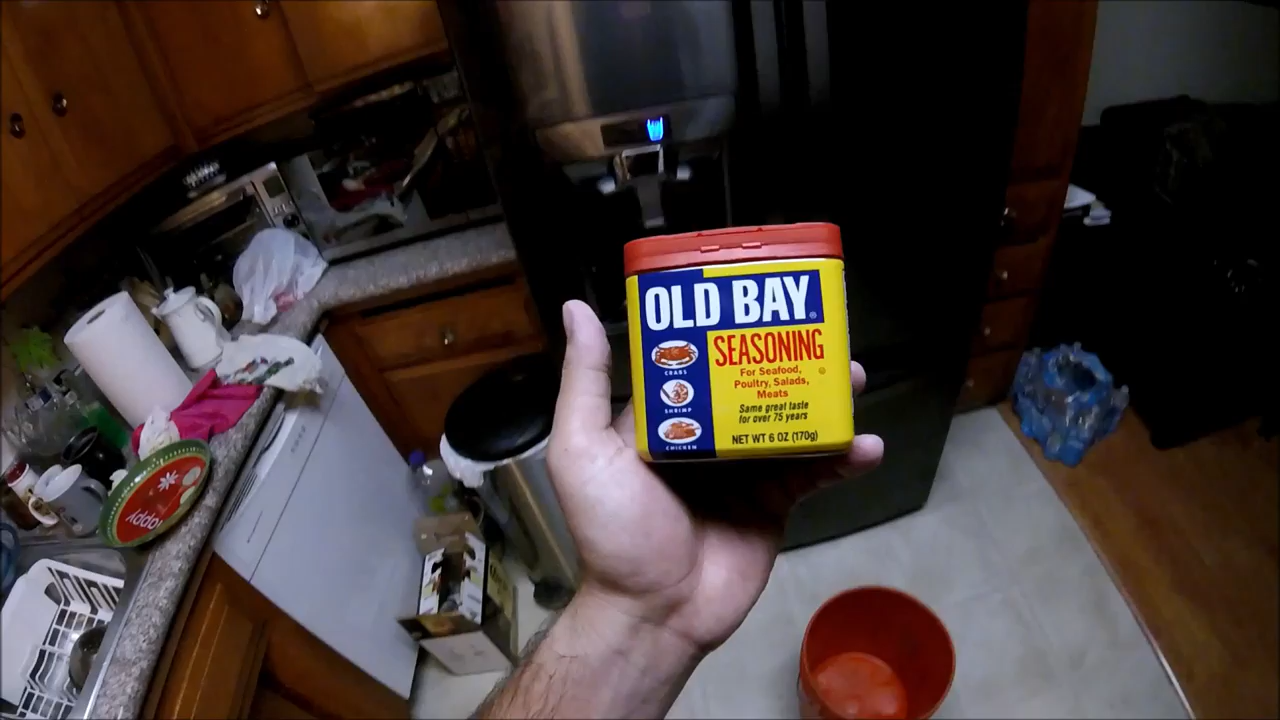 OLD BAY®
SEASONING
For Seafood,
Poultry, Salads,
Meats
Same great taste
for over 75 years
NET WT 6 OZ (170g)
CRABS
SHRIMP
CHICKEN